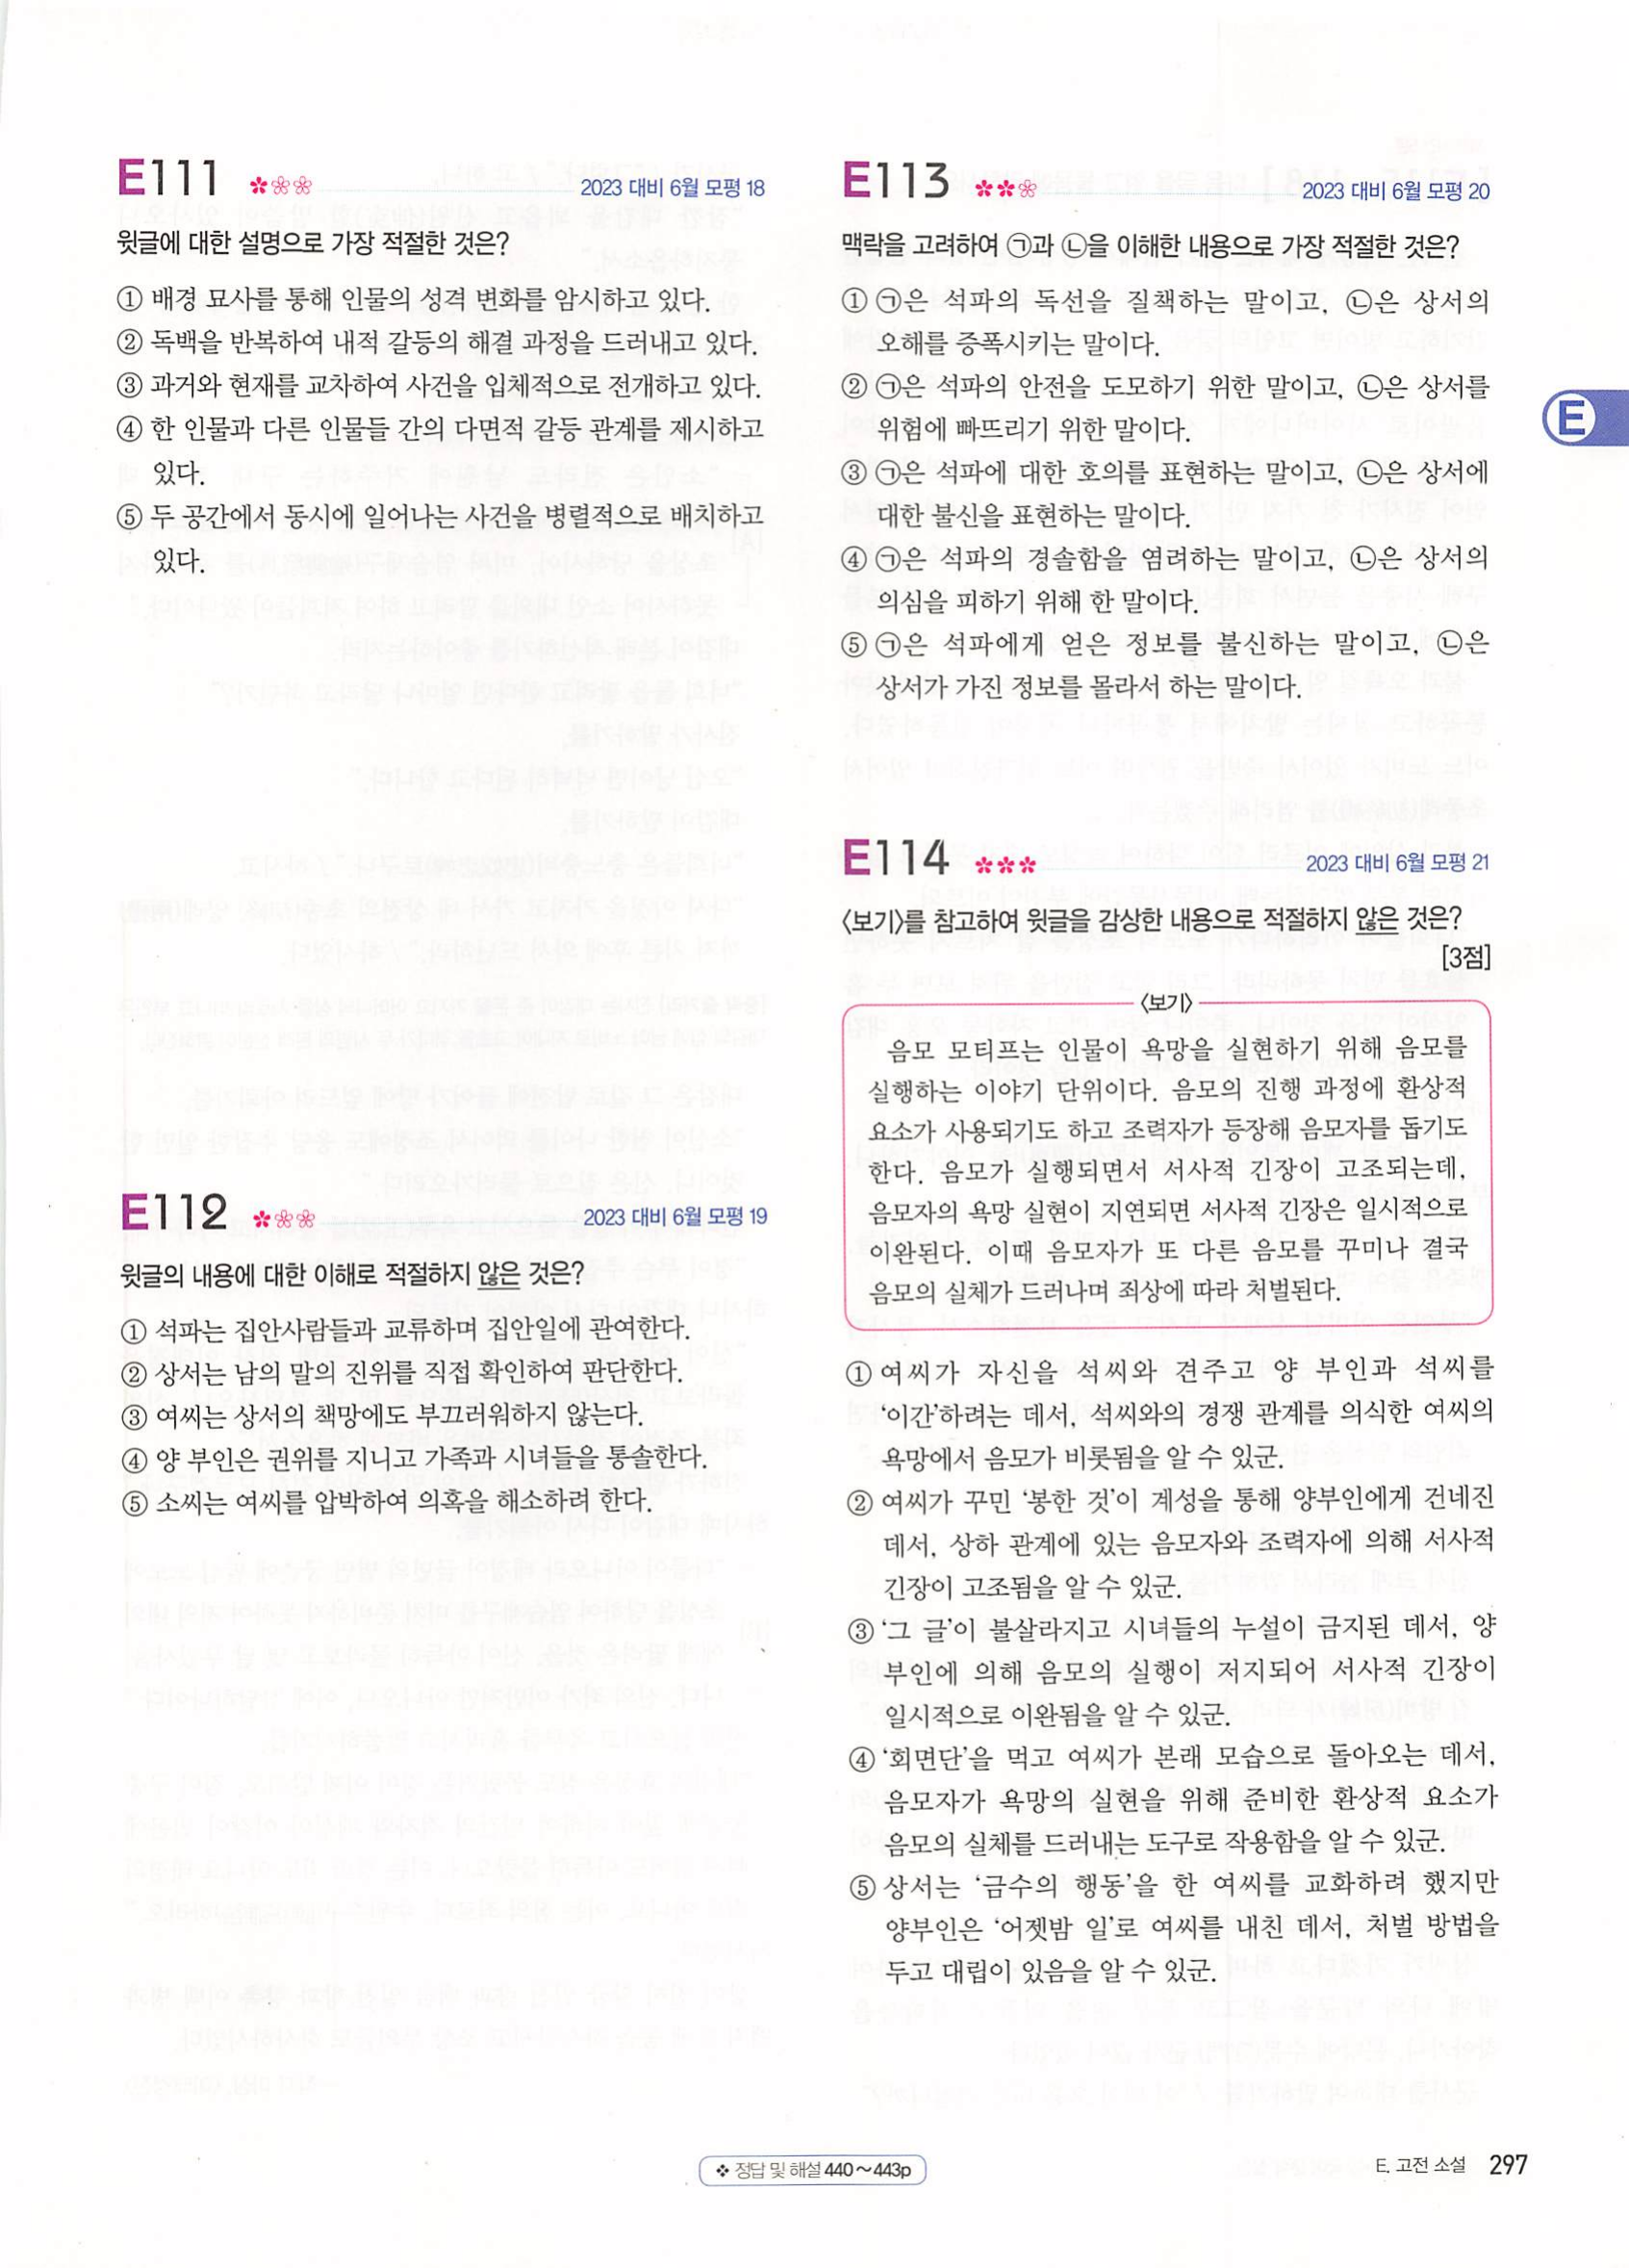 E111
2023 대비 6월 모평 18
윗글에 대한 설명으로 가장 적절한 것은?
① 배경 묘사를 통해 인물의 성격 변화를 암시하고 있다.
② 독백을 반복하여 내적 갈등의 해결 과정을 드러내고 있다.
③ 과거와 현재를 교차하여 사건을 입체적으로 전개하고 있다.
④ 한 인물과 다른 인물들 간의 다면적 갈등 관계를 제시하고
있다.
⑤ 두 공간에서 동시에 일어나는 사건을 병렬적으로 배치하고
있다.
E112
2023 대비 6월 모평 19
윗글의 내용에 대한 이해로 적절하지 않은 것은?
① 석파는 집안사람들과 교류하며 집안일에 관여한다.
② 상서는 남의 말의 진위를 직접 확인하여 판단한다.
③ 여씨는 상서의 책망에도 부끄러워하지 않는다.
④ 양 부인은 권위를 지니고 가족과 시녀들을 통솔한다.
⑤ 소씨는 여씨를 압박하여 의혹을 해소하려 한다.
E113
2023 대비 6월 모평 20
맥락을 고려하여 ㉠과 ㉡을 이해한 내용으로 가장 적절한 것은?
① ㉠은 석파의 독선을 질책하는 말이고, ㉡은 상서의
오해를 증폭시키는 말이다.
② ㉠은 석파의 안전을 도모하기 위한 말이고, ㉡은 상서를
위험에 빠뜨리기 위한 말이다.
③ ㉠은 석파에 대한 호의를 표현하는 말이고, ㉡은 상서에
대한 불신을 표현하는 말이다.
④ ㉠은 석파의 경솔함을 염려하는 말이고, ㉡은 상서의
의심을 피하기 위해 한 말이다.
⑤ ㉠은 석파에게 얻은 정보를 불신하는 말이고, ㉡은
상서가 가진 정보를 몰라서 하는 말이다.
E114
2023 대비 6월 모평 21
〈보기〉를 참고하여 윗글을 감상한 내용으로 적절하지 않은 것은?
[3점]
〈보기〉
음모 모티프는 인물이 욕망을 실현하기 위해 음모를
실행하는 이야기 단위이다. 음모의 진행 과정에 환상적
요소가 사용되기도 하고 조력자가 등장해 음모자를 돕기도
한다. 음모가 실행되면서 서사적 긴장이 고조되는데,
음모자의 욕망 실현이 지연되면 서사적 긴장은 일시적으로
이완된다. 이때 음모자가 또 다른 음모를 꾸미나 결국
음모의 실체가 드러나며 죄상에 따라 처벌된다.
① 여씨가 자신을 석씨와 견주고 양 부인과 석씨를
‘이간’하려는 데서, 석씨와의 경쟁 관계를 의식한 여씨의
욕망에서 음모가 비롯됨을 알 수 있군.
② 여씨가 꾸민 ‘봉한 것’이 계성을 통해 양부인에게 건네진
데서, 상하 관계에 있는 음모자와 조력자에 의해 서사적
긴장이 고조됨을 알 수 있군.
③ ‘그 글’이 불살라지고 시녀들의 누설이 금지된 데서, 양
부인에 의해 음모의 실행이 저지되어 서사적 긴장이
일시적으로 이완됨을 알 수 있군.
④ ‘회면단’을 먹고 여씨가 본래 모습으로 돌아오는 데서,
음모자가 욕망의 실현을 위해 준비한 환상적 요소가
음모의 실체를 드러내는 도구로 작용함을 알 수 있군.
⑤ 상서는 ‘금수의 행동’을 한 여씨를 교화하려 했지만
양부인은 ‘어젯밤 일’로 여씨를 내친 데서, 처벌 방법을
두고 대립이 있음을 알 수 있군.
E
❖ 정답 및 해설 440~443p
E. 고전 소설 297